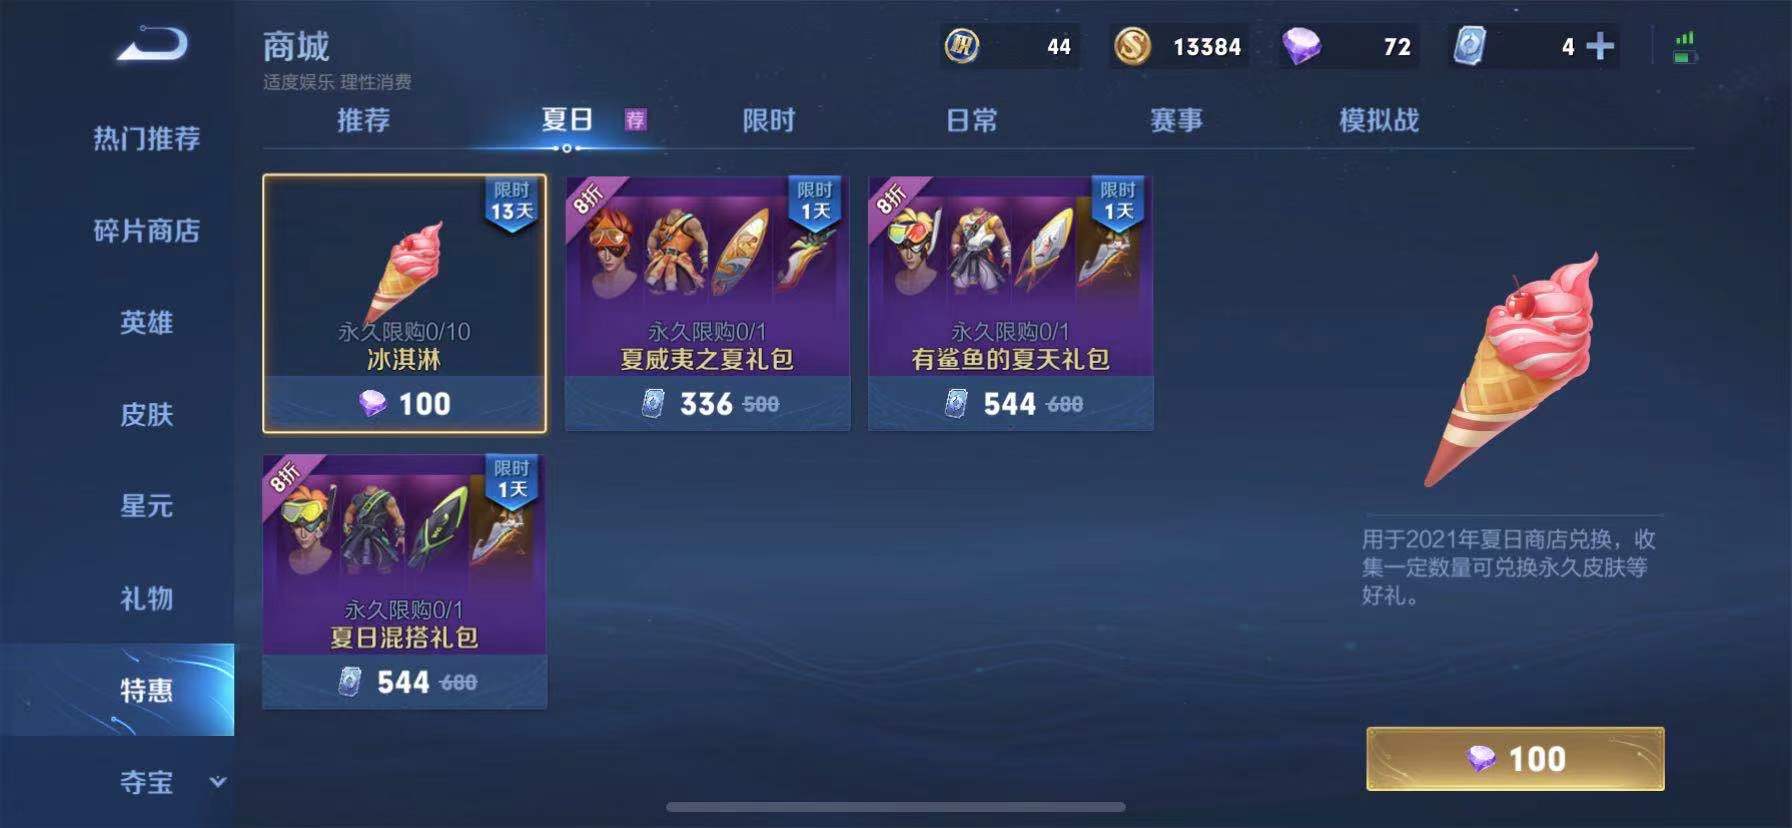 商城
适度娱乐 理性消费
44
13384
72
4
推荐
夏日
荐
限时
日常
赛事
模拟战
热门推荐
碎片商店
英雄
皮肤
星元
礼物
特惠
夺宝
限时
13天
永久限购0/10
冰淇淋
100
8折
限时
1天
永久限购0/1
夏威夷之夏礼包
336 500
8折
限时
1天
永久限购0/1
有鲨鱼的夏天礼包
544 680
8折
限时
1天
永久限购0/1
夏日混搭礼包
544 680
用于2021年夏日商店兑换，收
集一定数量可兑换永久皮肤等
好礼。
100